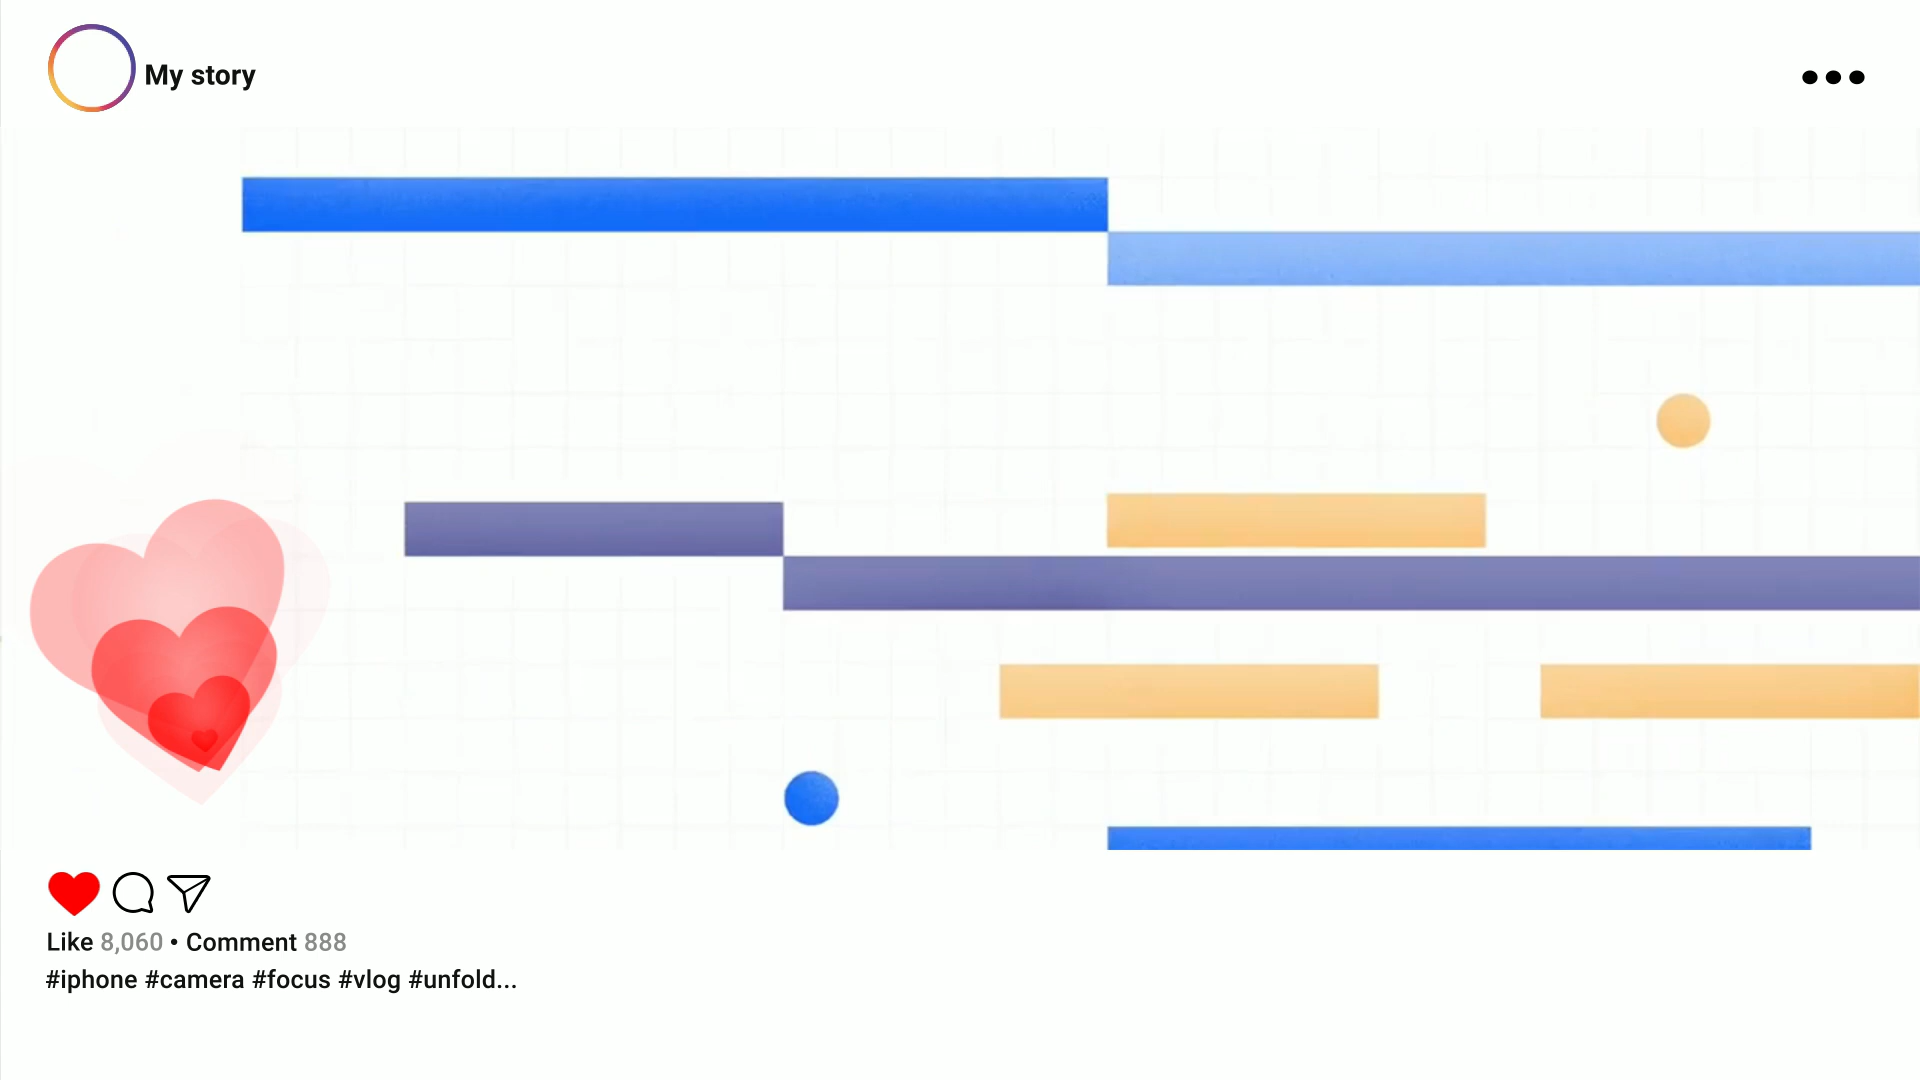 My story
Like 8,060 • Comment 888
#iphone #camera #focus #vlog #unfold...